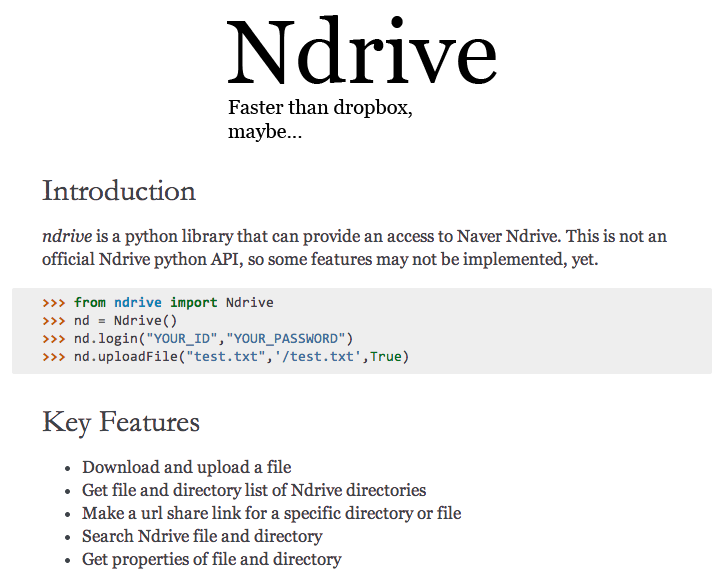 Ndrive
Faster than dropbox,
maybe...
Introduction
ndrive is a python library that can provide an access to Naver Ndrive. This is not an
official Ndrive python API, so some features may not be implemented, yet.
>>> from ndrive import Ndrive
>>> nd = Ndrive()
>>> nd.login("YOUR_ID","YOUR_PASSWORD")
>>> nd.uploadFile("test.txt",'/test.txt',True)
Key Features
• Download and upload a file
• Get file and directory list of Ndrive directories
• Make a url share link for a specific directory or file
• Search Ndrive file and directory
• Get properties of file and directory